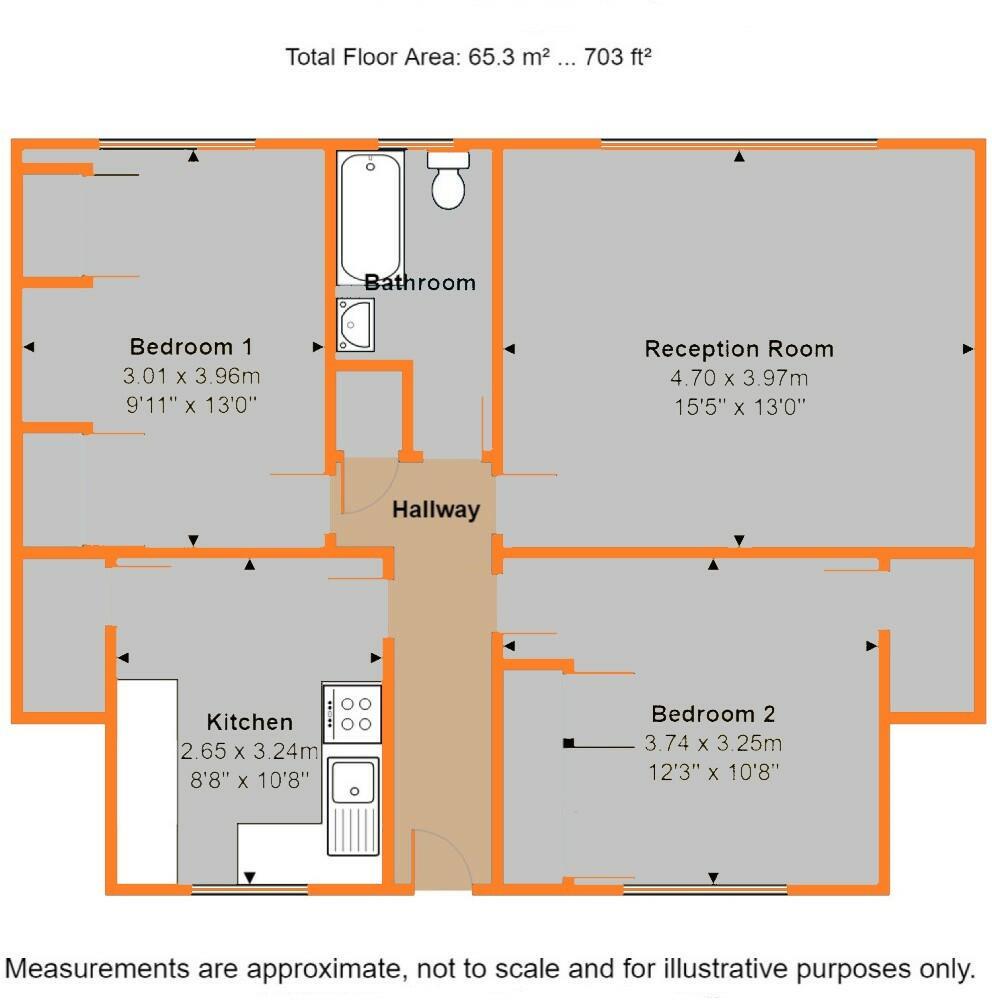 Total Floor Area: 65.3 m² ... 703 ft²
Bathroom
Bedroom 1
3.01 x 3.96m
9'11" x 13'0"
Reception Room
4.70 x 3.97m
15'5" x 13'0"
Hallway
Kitchen
2.65 x 3.24m
8'8" x 10'8"
Bedroom 2
3.74 x 3.25m
12'3" x 10'8"
Measurements are approximate, not to scale and for illustrative purposes only.